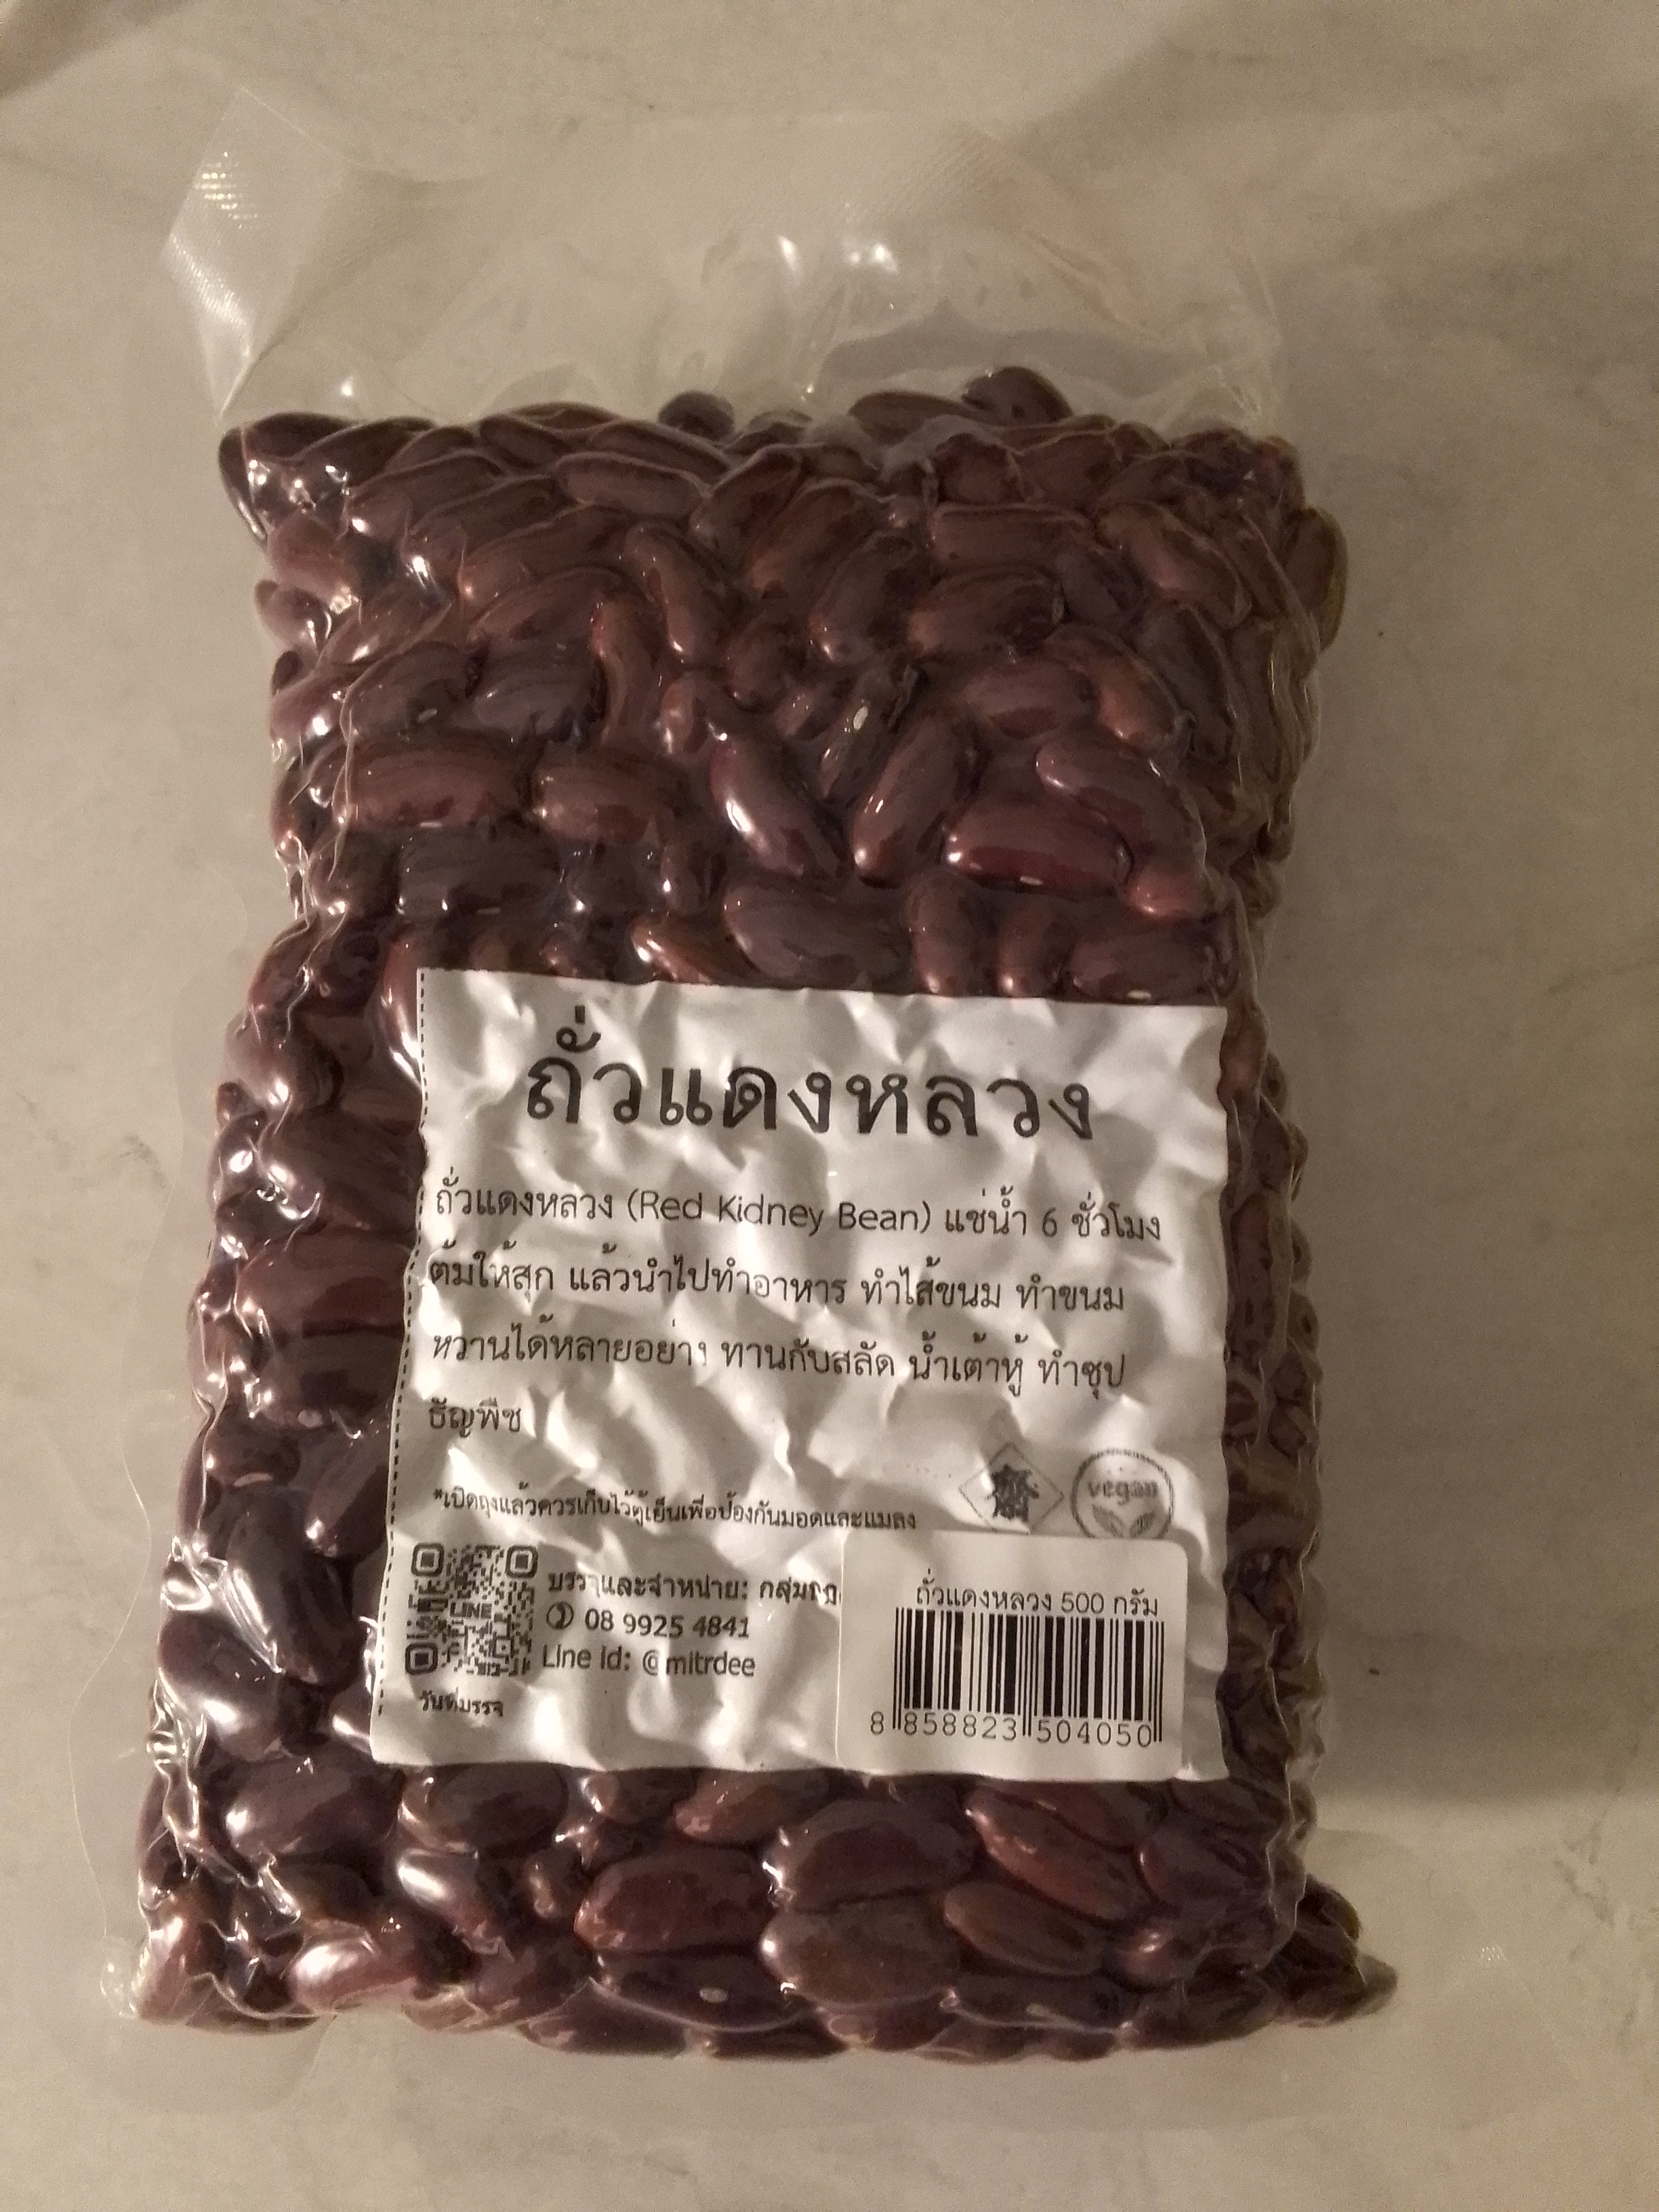 ถั่วแดงหลวง
ถั่วแดงหลวง (Red Kidney Bean) แช่น้ำ 6 ชั่วโมง
ต้มให้สุก แล้วนำไปทำอาหาร ทำไส้ขนม ทำขนม
หวานได้หลายอย่าง ทานกับสลัด น้ำเต้าหู้ ทำซุป
ธัญพืช
*เปิดถุงแล้วควรเก็บไว้ตู้เย็นเพื่อป้องกันมอดและแมลง
齋
vegan
LINE
บรรจุและจำหน่าย:
08 9925 4841
Line Id: @mitrdee
วันที่บรรจุ
ถั่วแดงหลวง 500 กรัม
8 858823 504050